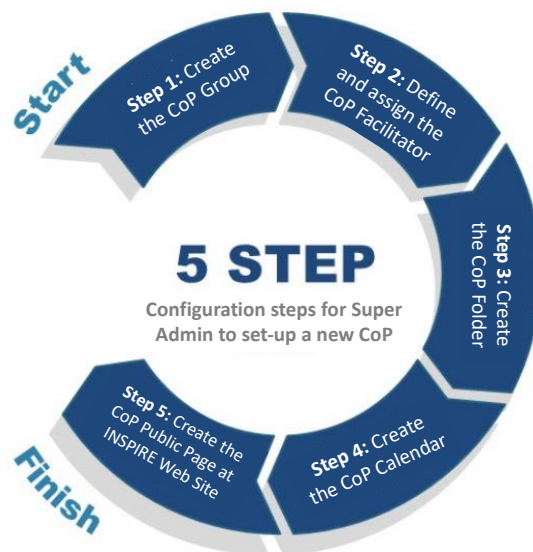 Start
Step 1: Create
the CoP Group
Step 2: Define
and assign the
CoP Facilitator
Step 3: Create
the CoP Folder
5 STEP
Configuration steps for Super
Admin to set-up a new CoP
Step 4: Create
the CoP Calendar
Step 5: Create the
CoP Public Page at
INSPIRE Web Site
Finish